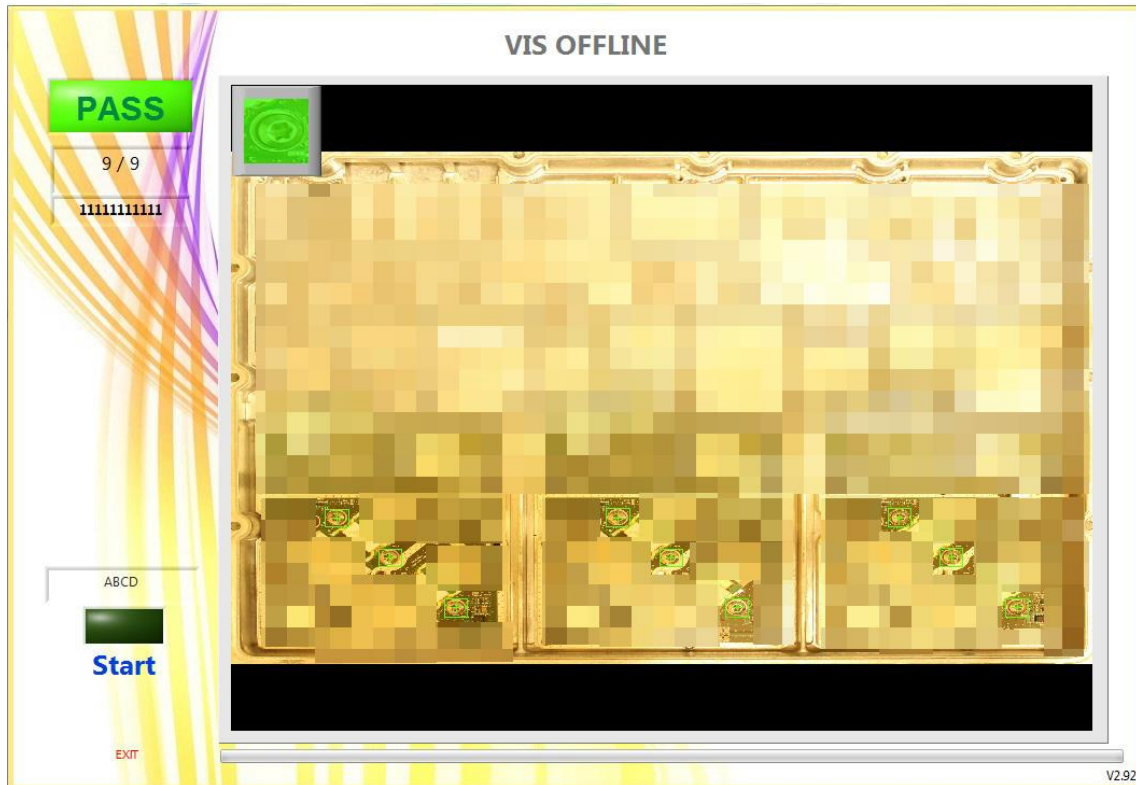 VIS OFFLINE
PASS
9 / 9
11111111111
ABCD
Start
EXIT
V2.92